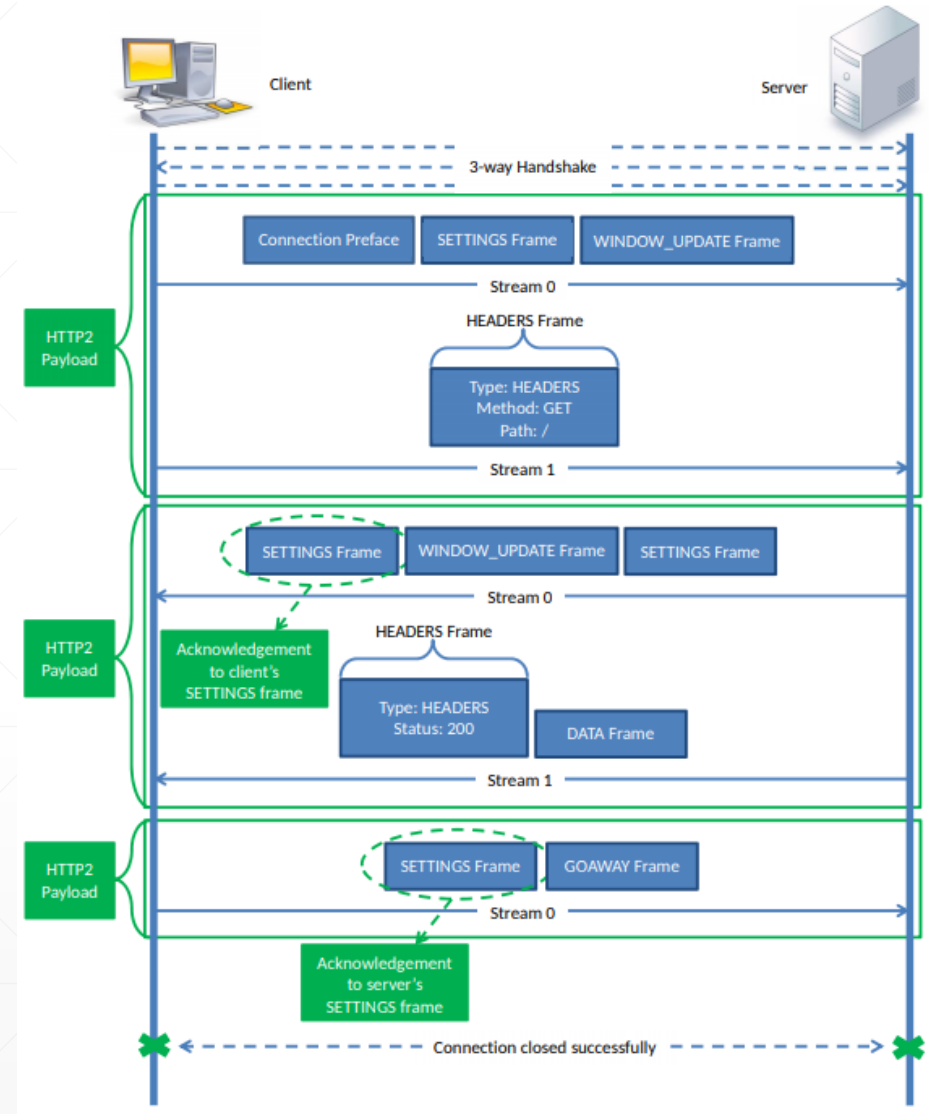 Client
Server
3-way Handshake
HTTP2
Payload
Connection Preface
SETTINGS Frame
WINDOW_UPDATE Frame
Stream 0
HEADERS Frame
Type: HEADERS
Method: GET
Path: /
Stream 1
HTTP2
Payload
SETTINGS Frame
WINDOW_UPDATE Frame
SETTINGS Frame
Stream 0
Acknowledgement
to client's
SETTINGS frame
HEADERS Frame
Type: HEADERS
Status: 200
DATA Frame
Stream 1
HTTP2
Payload
SETTINGS Frame
GOAWAY Frame
Stream 0
Acknowledgement
to server's
SETTINGS frame
Connection closed successfully